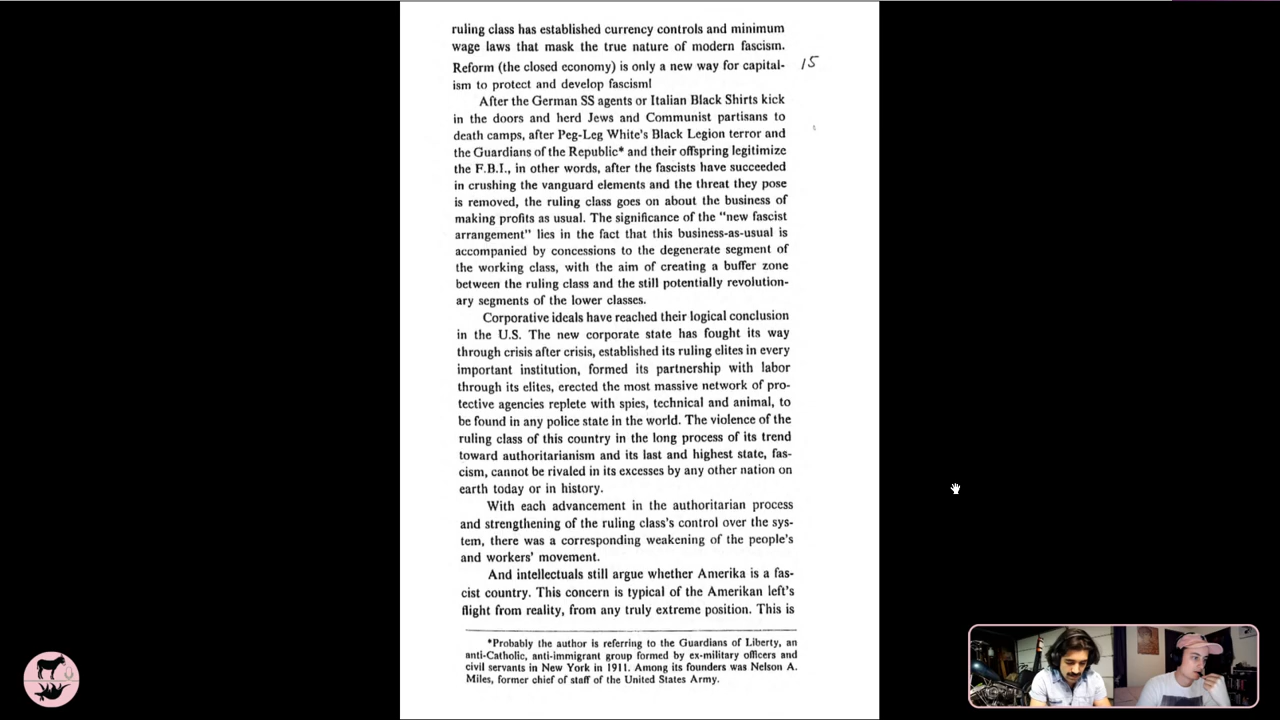 ruling class has established currency controls and minimum
wage laws that mask the true nature of modern fascism.
Reform (the closed economy) is only a new way for capital-
ism to protect and develop fascism!
15
After the German SS agents or Italian Black Shirts kick
in the doors and herd Jews and Communist partisans to
death camps, after Peg-Leg White's Black Legion terror and
the Guardians of the Republic* and their offspring legitimize
the F.B.I., in other words, after the fascists have succeeded
in crushing the vanguard elements and the threat they pose
is removed, the ruling class goes on about the business of
making profits as usual. The significance of the "new fascist
arrangement" lies in the fact that this business-as-usual is
accompanied by concessions to the degenerate segment of
the working class, with the aim of creating a buffer zone
between the ruling class and the still potentially revolution-
ary segments of the lower classes.
Corporative ideals have reached their logical conclusion
in the U.S. The new corporate state has fought its way
through crisis after crisis, established its ruling elites in every
important institution, formed its partnership with labor
through its elites, erected the most massive network of pro-
tective agencies replete with spies, technical and animal, to
be found in any police state in the world. The violence of the
ruling class of this country in the long process of its trend
toward authoritarianism and its last and highest state, fas-
cism, cannot be rivaled in its excesses by any other nation on
earth today or in history.
With each advancement in the authoritarian process
and strengthening of the ruling class's control over the sys-
tem, there was a corresponding weakening of the people's
and workers' movement.
And intellectuals still argue whether Amerika is a fas-
cist country. This concern is typical of the Amerikan left's
flight from reality, from any truly extreme position. This is
*Probably the author is referring to the Guardians of Liberty, an
anti-Catholic, anti-immigrant group formed by ex-military officers and
civil servants in New York in 1911. Among its founders was Nelson A.
Miles, former chief of staff of the United States Army.